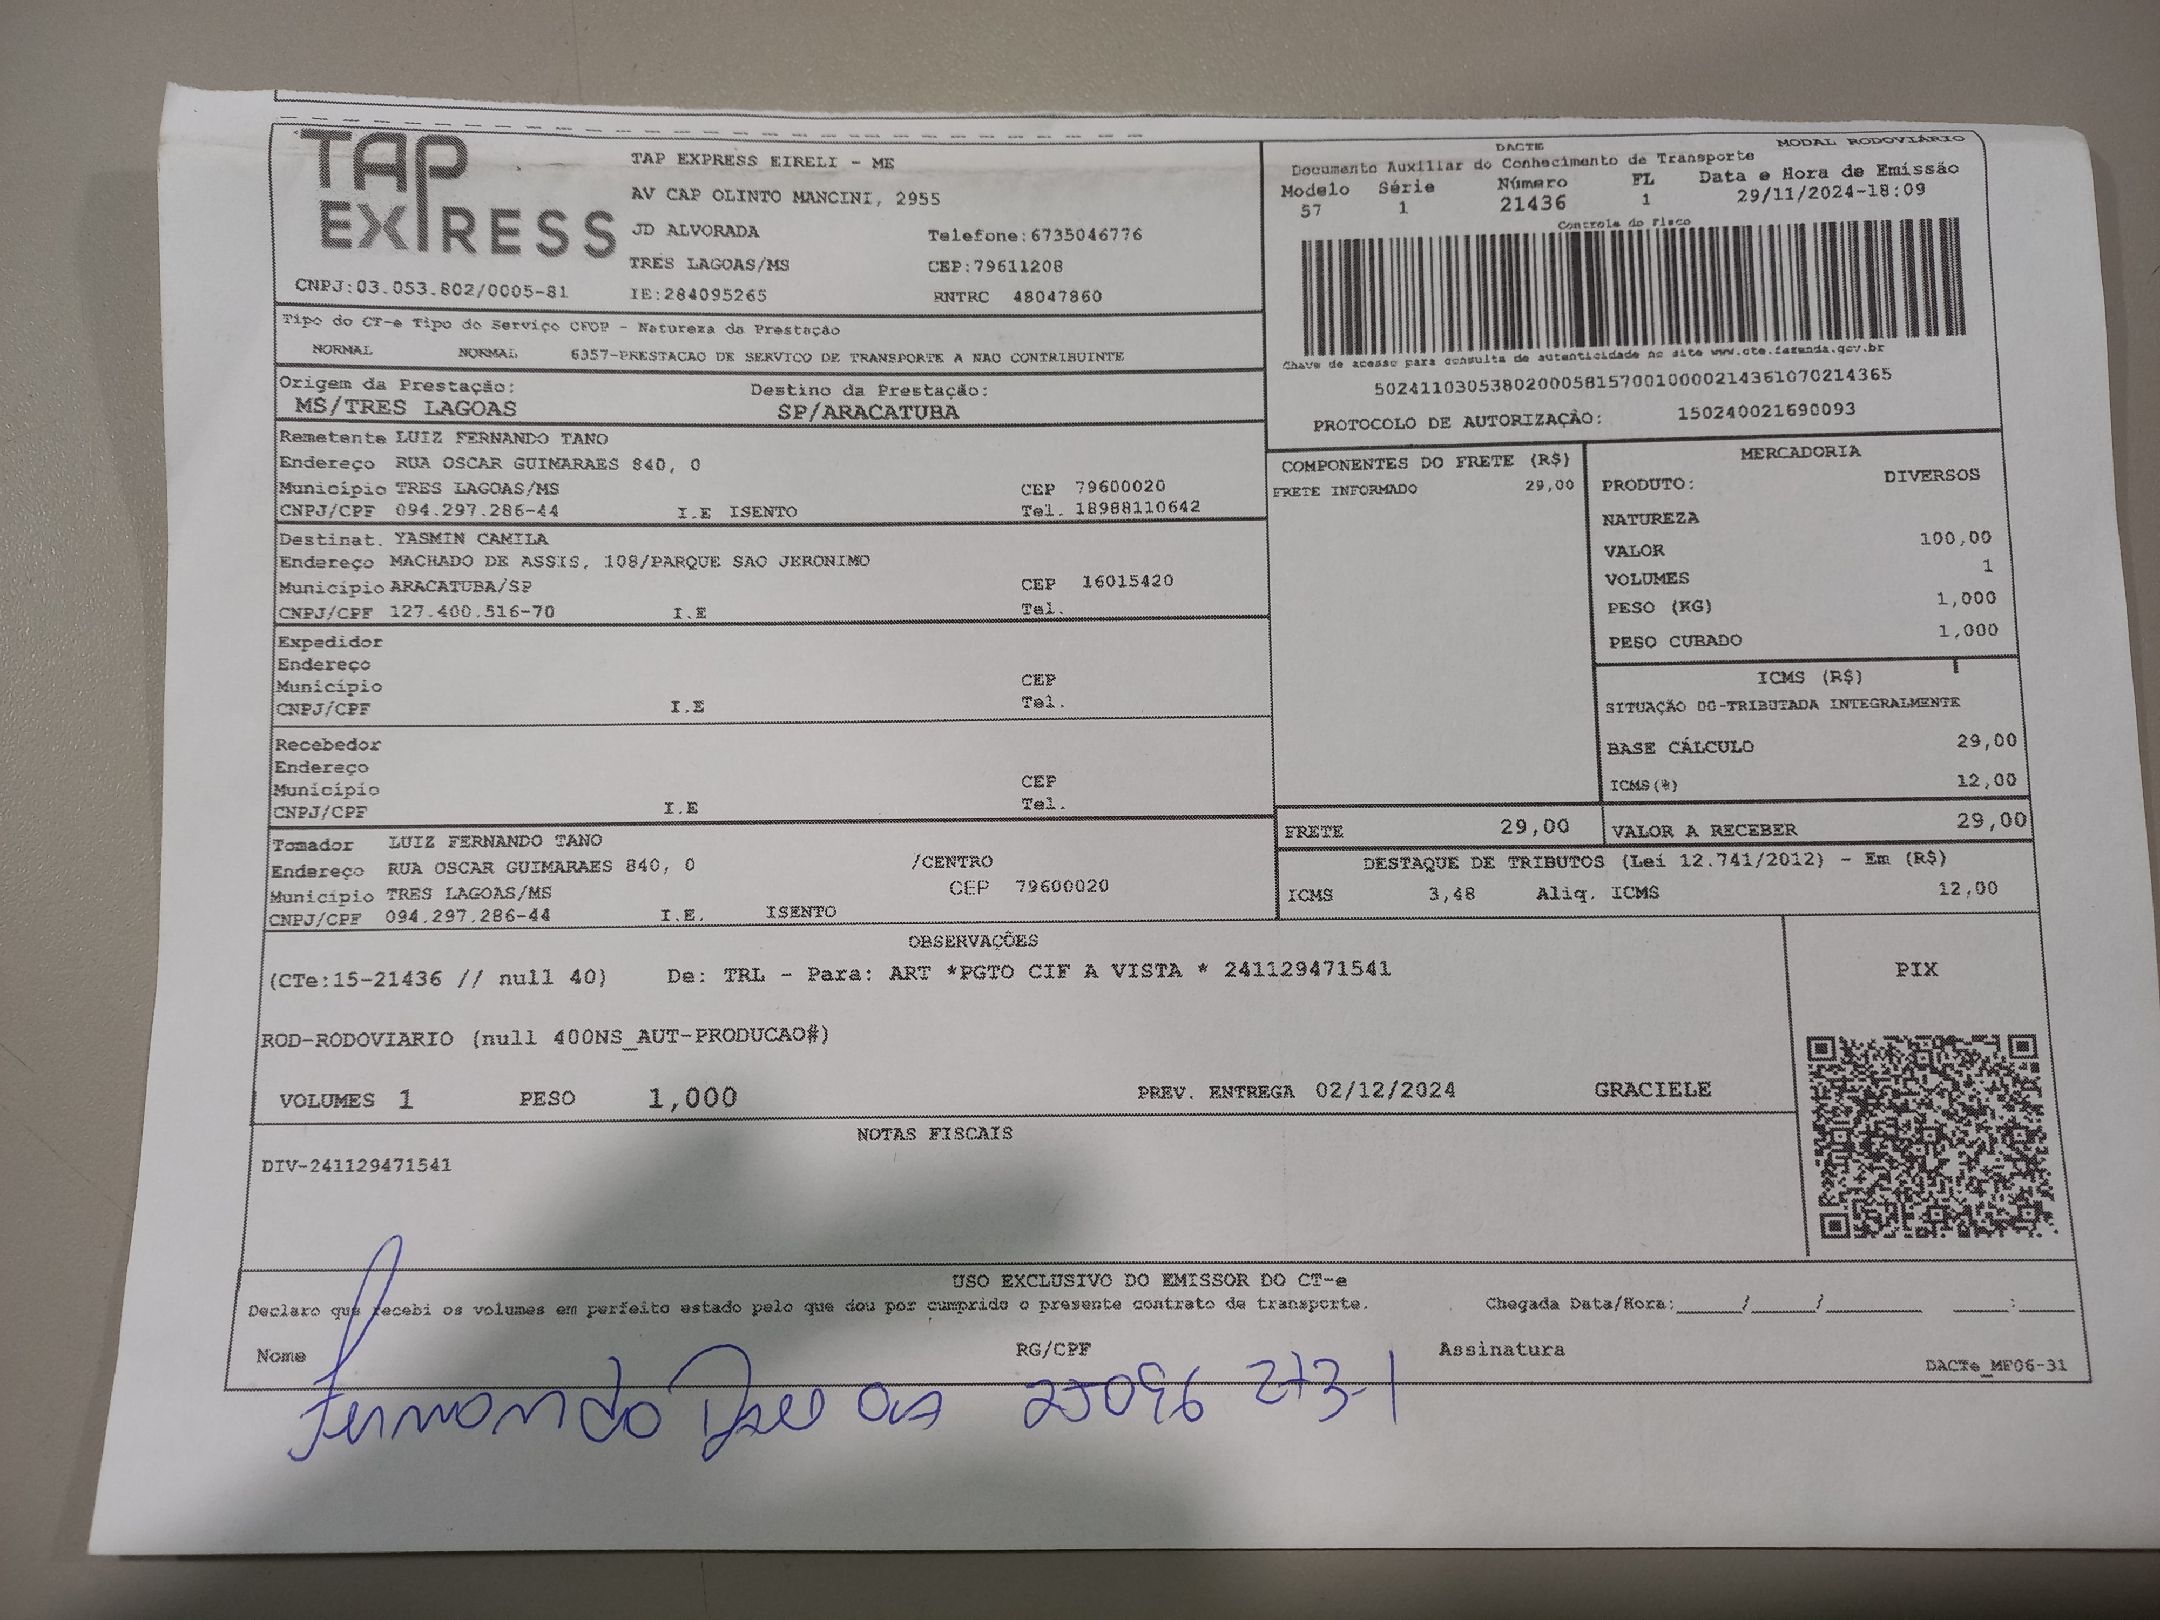 TAP EXPRESS
CNPJ:03.053.802/0005-81
TAP EXPRESS EIRELI - ME
AV CAP OLINTO MANCINI, 2955
JD ALVORADA Telefone:6735046776
TRES LAGOAS/MS CEP:79611208
IE:284095265 RNTRC 48047860
DACTE MODAL RODOVIÁRIO
Documento Auxiliar do Conhecimento de Transporte
Modelo Série Número FL Data e Hora de Emissão
57 1 21436 1 29/11/2024-18:09
Controle do Fisco
Chave de acesso para consulta de autenticidade no site www.cte.fazenda.gov.br
50241103053802000581570010000214361070214365
PROTOCOLO DE AUTORIZAÇÃO: 150240021690093
Tipo do CT-e Tipo do Serviço CFOP - Natureza da Prestação
NORMAL NORMAL 6357-PRESTACAO DE SERVICO DE TRANSPORTE A NAO CONTRIBUINTE
Origem da Prestação: Destino da Prestação:
MS/TRES LAGOAS SP/ARACATUBA
Remetente LUIZ FERNANDO TANO
Endereço RUA OSCAR GUIMARAES 840, 0
Município TRES LAGOAS/MS CEP 79600020
CNPJ/CPF 094.297.286-44 I.E ISENTO Tel. 18988110642
Destinat. YASMIN CAMILA
Endereço MACHADO DE ASSIS, 108/PARQUE SAO JERONIMO
Município ARACATUBA/SP CEP 16015420
CNPJ/CPF 127.400.516-70 I.E Tel.
Expedidor
Endereço
Município CEP
CNPJ/CPF I.E Tel.
Recebedor
Endereço
Município CEP
CNPJ/CPF I.E Tel.
Tomador LUIZ FERNANDO TANO
Endereço RUA OSCAR GUIMARAES 840, 0 /CENTRO
Município TRES LAGOAS/MS CEP 79600020
CNPJ/CPF 094.297.286-44 I.E. ISENTO
COMPONENTES DO FRETE (R$)
FRETE INFORMADO 29,00
MERCADORIA
PRODUTO: DIVERSOS
NATUREZA
VALOR 100,00
VOLUMES 1
PESO (KG) 1,000
PESO CUBADO 1,000
ICMS (R$)
SITUAÇÃO 00-TRIBUTADA INTEGRALMENTE
BASE CÁLCULO 29,00
ICMS(%) 12,00
FRETE 29,00 VALOR A RECEBER 29,00
DESTAQUE DE TRIBUTOS (Lei 12.741/2012) - Em (R$)
ICMS 3,48 Aliq. ICMS 12,00
OBSERVAÇÕES
(CTe:15-21436 // null 40) De: TRL - Para: ART *PGTO CIF A VISTA * 241129471541
ROD-RODOVIARIO (null 400NS_AUT-PRODUCAO#)
VOLUMES 1 PESO 1,000 PREV. ENTREGA 02/12/2024 GRACIELE
PIX
NOTAS FISCAIS
DIV-241129471541
USO EXCLUSIVO DO EMISSOR DO CT-e
Declaro que recebi os volumes em perfeito estado pelo que dou por cumprido o presente contrato de transporte. Chegada Data/Hora:____/____/______ ____:____
Nome RG/CPF Assinatura
DACTe_MF06-31
Fernando 25096 273-1